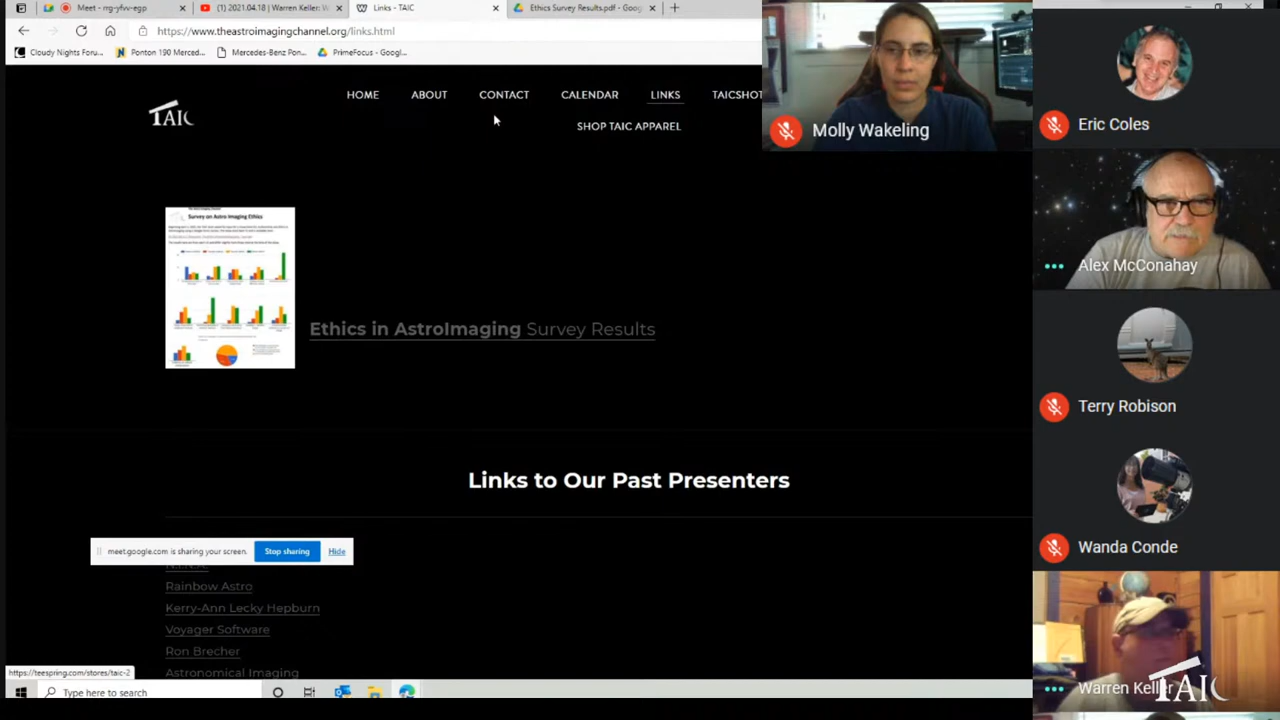 Meet - rrg-yfxv-egp
(1) 2021.04.18 | Warren Keller: W
Links - TAIC
Ethics Survey Results.pdf - Goog
https://www.theastroimagingchannel.org/links.html
Cloudy Nights Foru...
Ponton 190 Merced...
Mercedes-Benz Pon...
PrimeFocus - Googl...
TAIC
HOME
ABOUT
CONTACT
CALENDAR
LINKS
TAICSHOT
SHOP TAIC APPAREL
Survey on Astro Imaging Ethics
Ethics in AstroImaging Survey Results
Links to Our Past Presenters
meet.google.com is sharing your screen.
Stop sharing
Hide
N.I.N.A.
Rainbow Astro
Kerry-Ann Lecky Hepburn
Voyager Software
Ron Brecher
Astronomical Imaging
https://teespring.com/stores/taic-2
Type here to search
Molly Wakeling
Eric Coles
Alex McConahay
Terry Robison
Wanda Conde
Warren Keller
TAIC